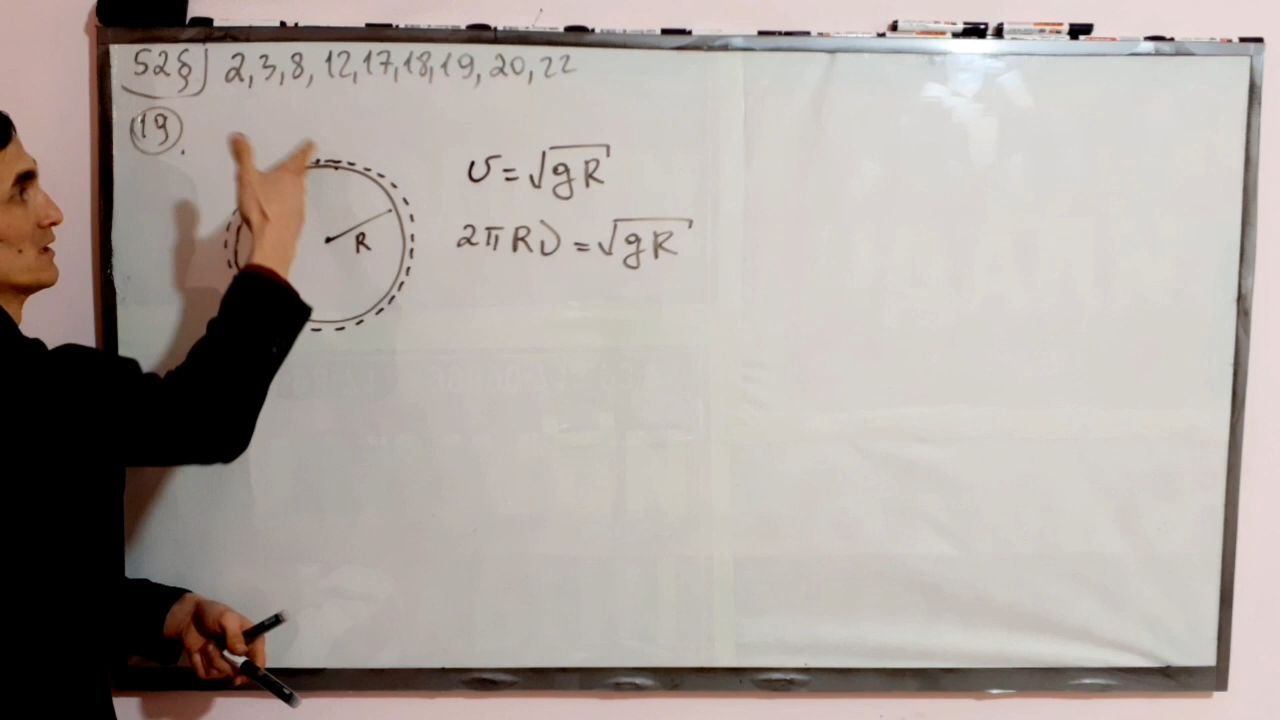 52§) 2, 3, 8, 12, 17, 18, 19, 20, 22
19.
R
υ = √gR
2πRν = √gR